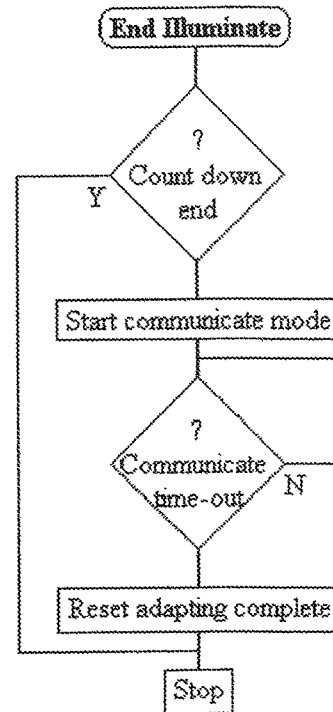 End Illuminate
?
Count down
end
Y
Start communicate mode
?
Communicate
time-out
N
Reset adapting complete
Stop